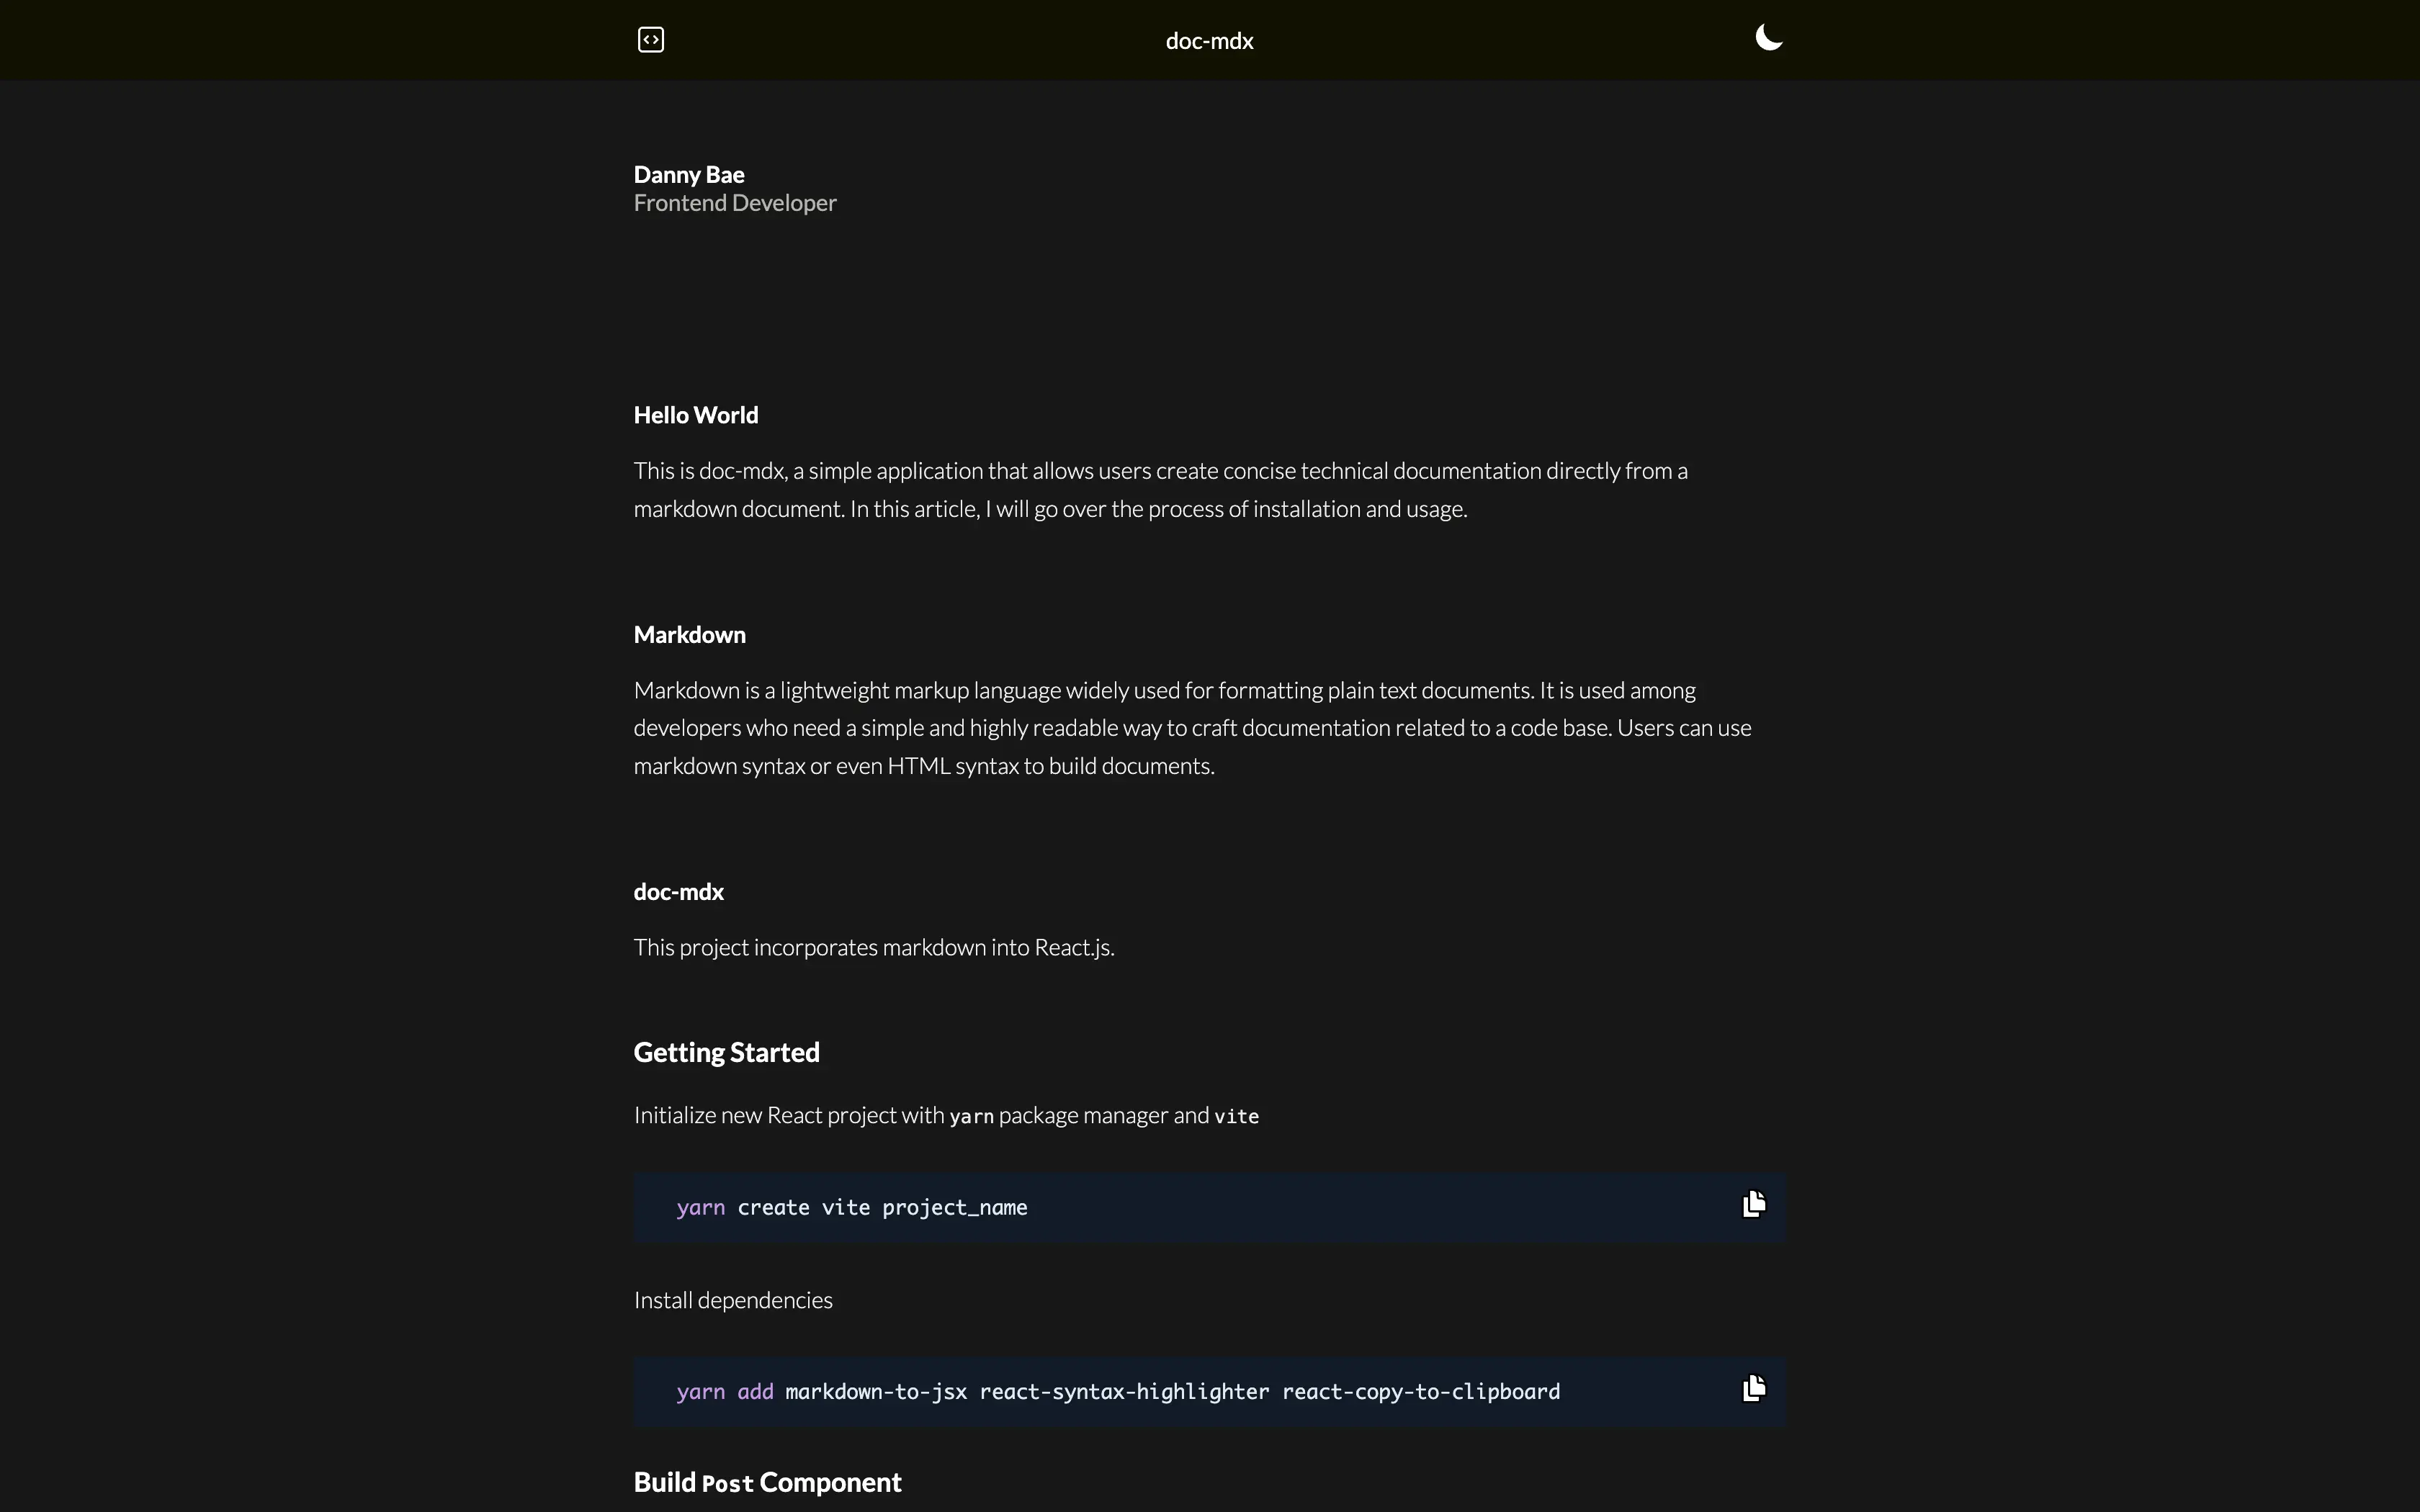 doc-mdx
Danny Bae
Frontend Developer
Hello World
This is doc-mdx, a simple application that allows users create concise technical documentation directly from a
markdown document. In this article, I will go over the process of installation and usage.
Markdown
Markdown is a lightweight markup language widely used for formatting plain text documents. It is used among
developers who need a simple and highly readable way to craft documentation related to a code base. Users can use
markdown syntax or even HTML syntax to build documents.
doc-mdx
This project incorporates markdown into React.js.
Getting Started
Initialize new React project with yarn package manager and vite
yarn create vite project_name
Install dependencies
yarn add markdown-to-jsx react-syntax-highlighter react-copy-to-clipboard
Build Post Component